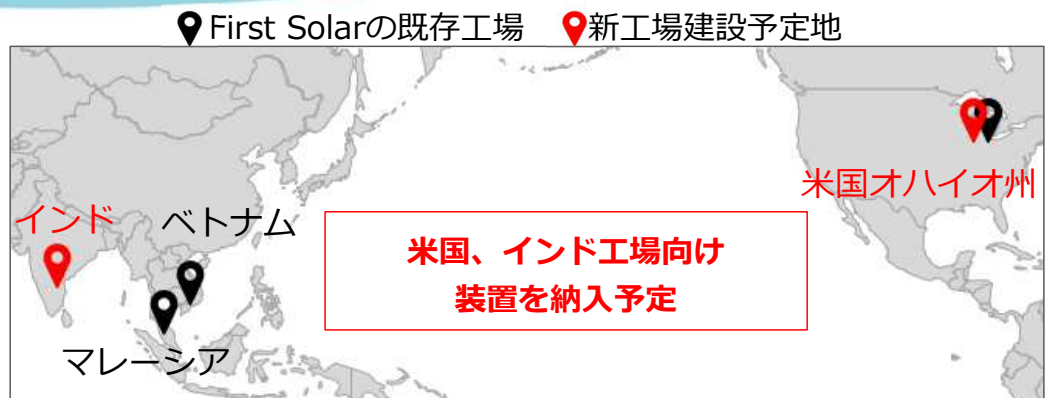 First Solarの既存工場 新工場建設予定地
米国オハイオ州
インド ベトナム
米国、インド工場向け
装置を納入予定
マレーシア